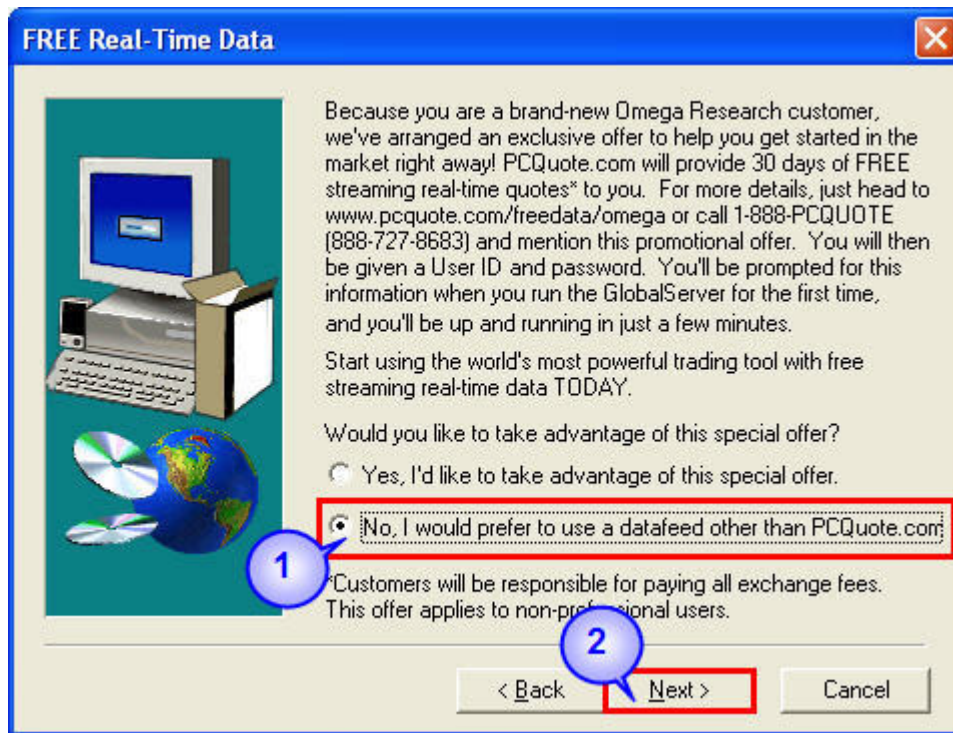 FREE Real-Time Data
Because you are a brand-new Omega Research customer,
we've arranged an exclusive offer to help you get started in the
market right away! PCQuote.com will provide 30 days of FREE
streaming real-time quotes* to you. For more details, just head to
www.pcquote.com/freedata/omega or call 1-888-PCQUOTE
(888-727-8683) and mention this promotional offer. You will then
be given a User ID and password. You'll be prompted for this
information when you run the GlobalServer for the first time,
and you'll be up and running in just a few minutes.
Start using the world's most powerful trading tool with free
streaming real-time data TODAY.
Would you like to take advantage of this special offer?
Yes, I'd like to take advantage of this special offer.
No, I would prefer to use a datafeed other than PCQuote.com
1
*Customers will be responsible for paying all exchange fees.
This offer applies to non-professional users.
2
< Back
Next >
Cancel